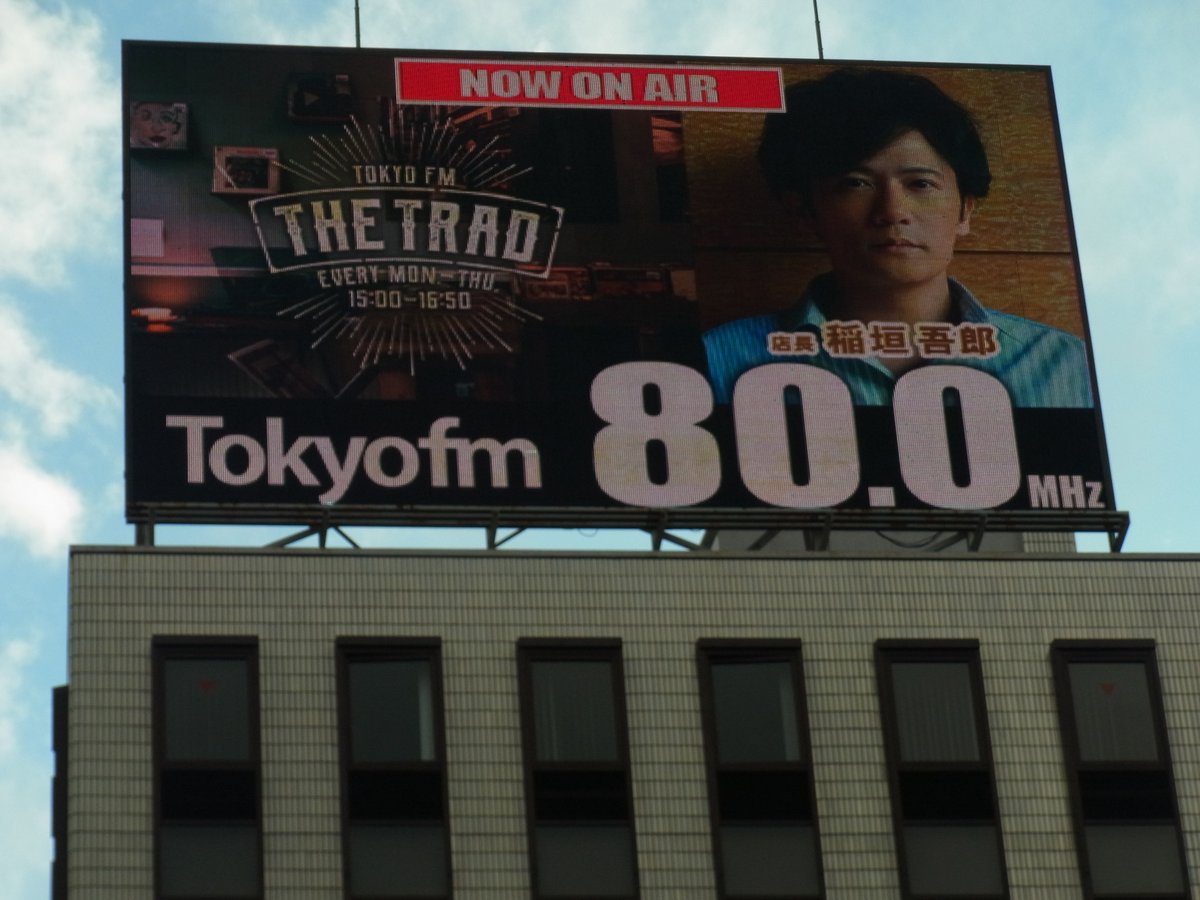 NOW ON AIR
TOKYO FM
THE TRAD
EVERY MON-THU.
15:00-16:50
店長 稲垣吾郎
Tokyofm 80.0 MHz